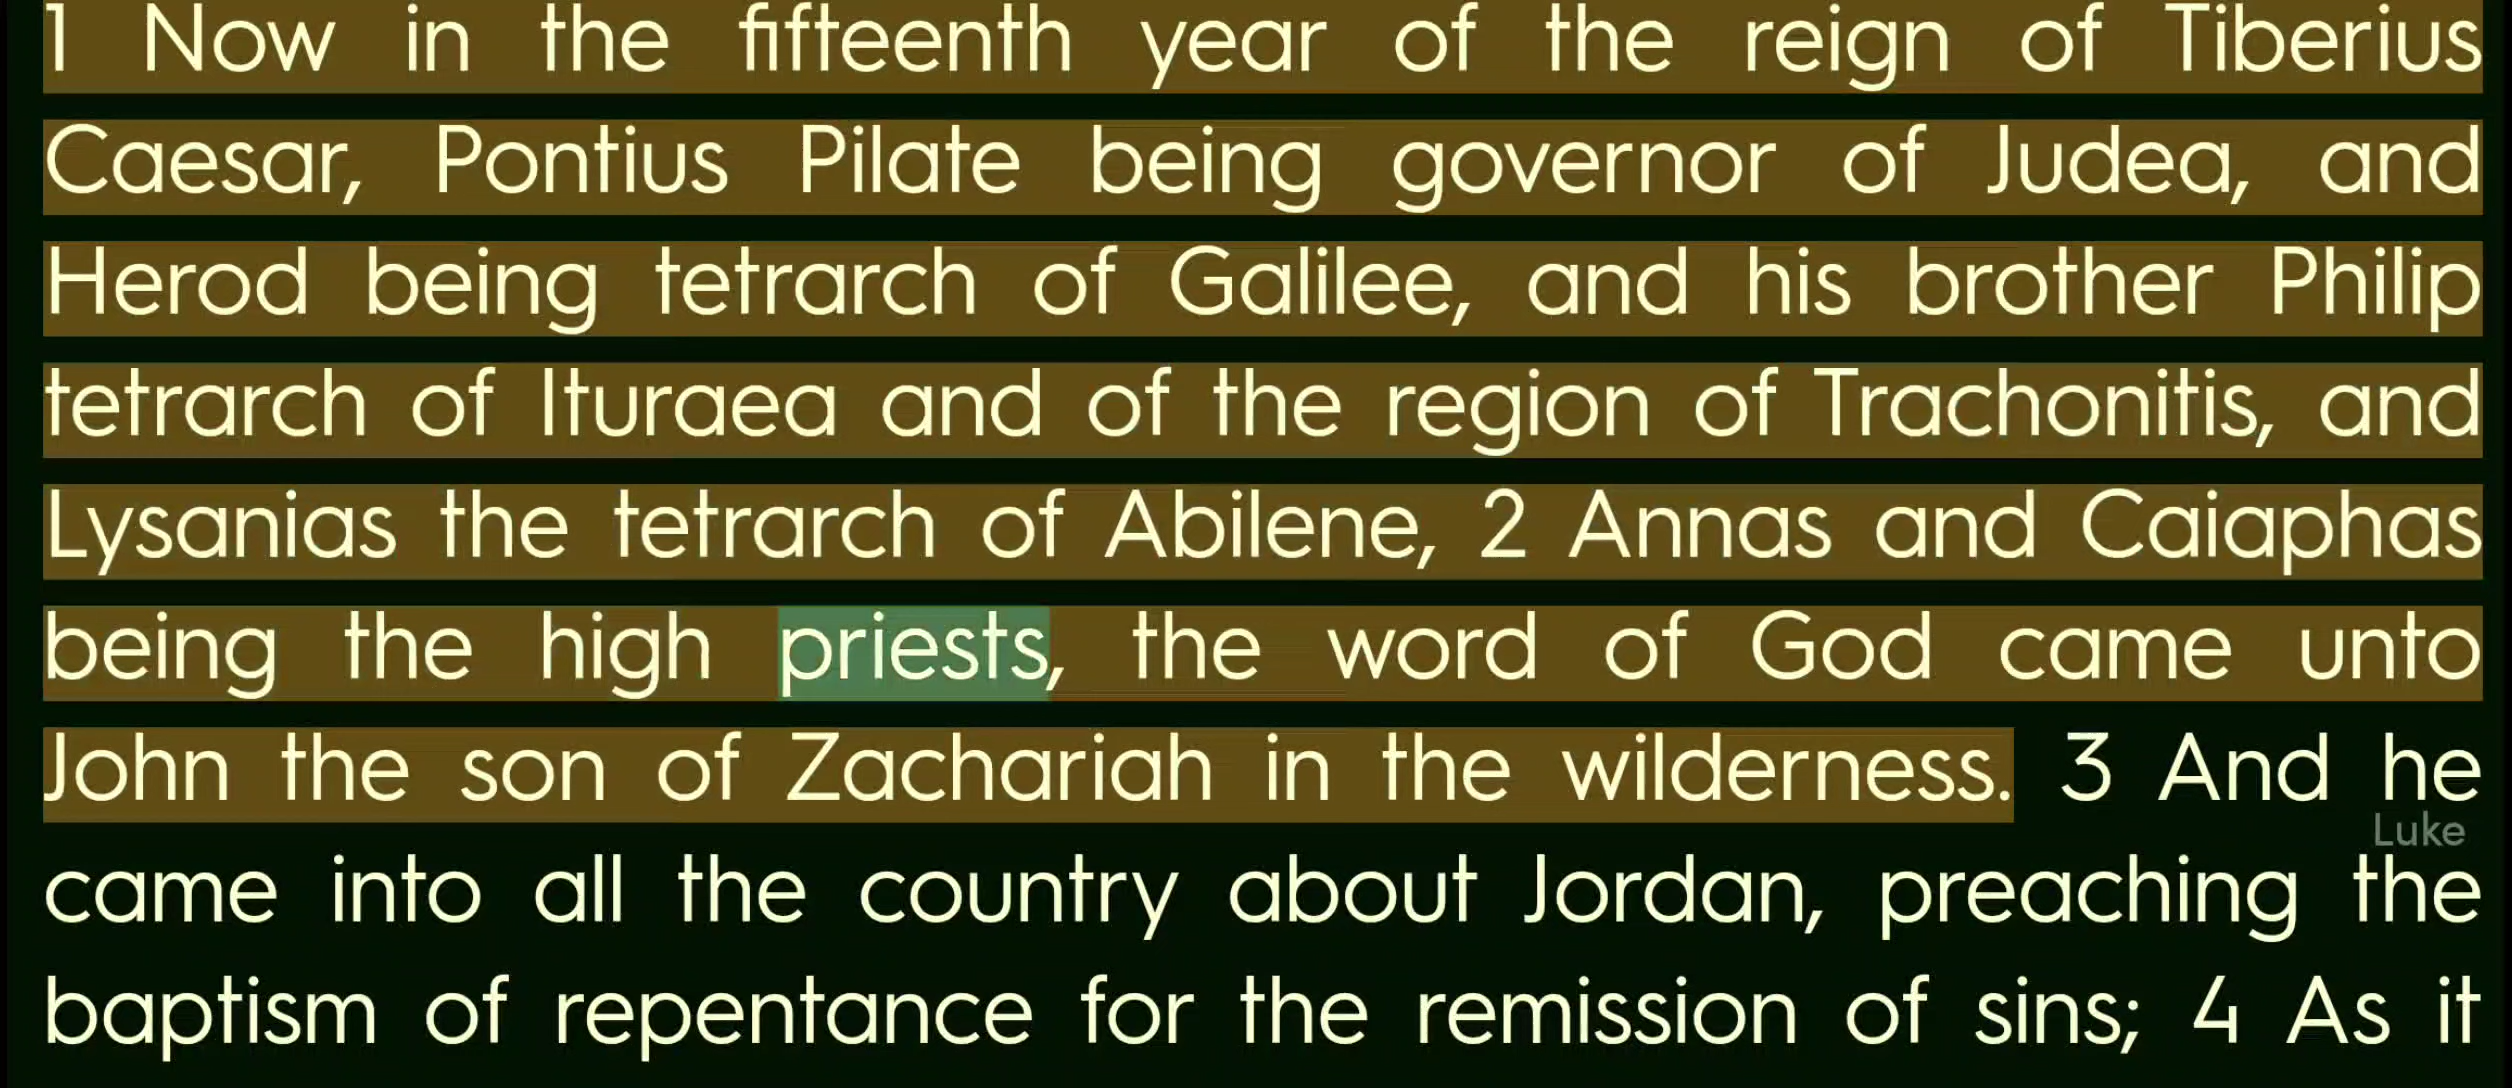 1 Now in the fifteenth year of the reign of Tiberius
Caesar, Pontius Pilate being governor of Judea, and
Herod being tetrarch of Galilee, and his brother Philip
tetrarch of Ituraea and of the region of Trachonitis, and
Lysanias the tetrarch of Abilene, 2 Annas and Caiaphas
being the high priests, the word of God came unto
John the son of Zachariah in the wilderness. 3 And he
Luke
came into all the country about Jordan, preaching the
baptism of repentance for the remission of sins; 4 As it